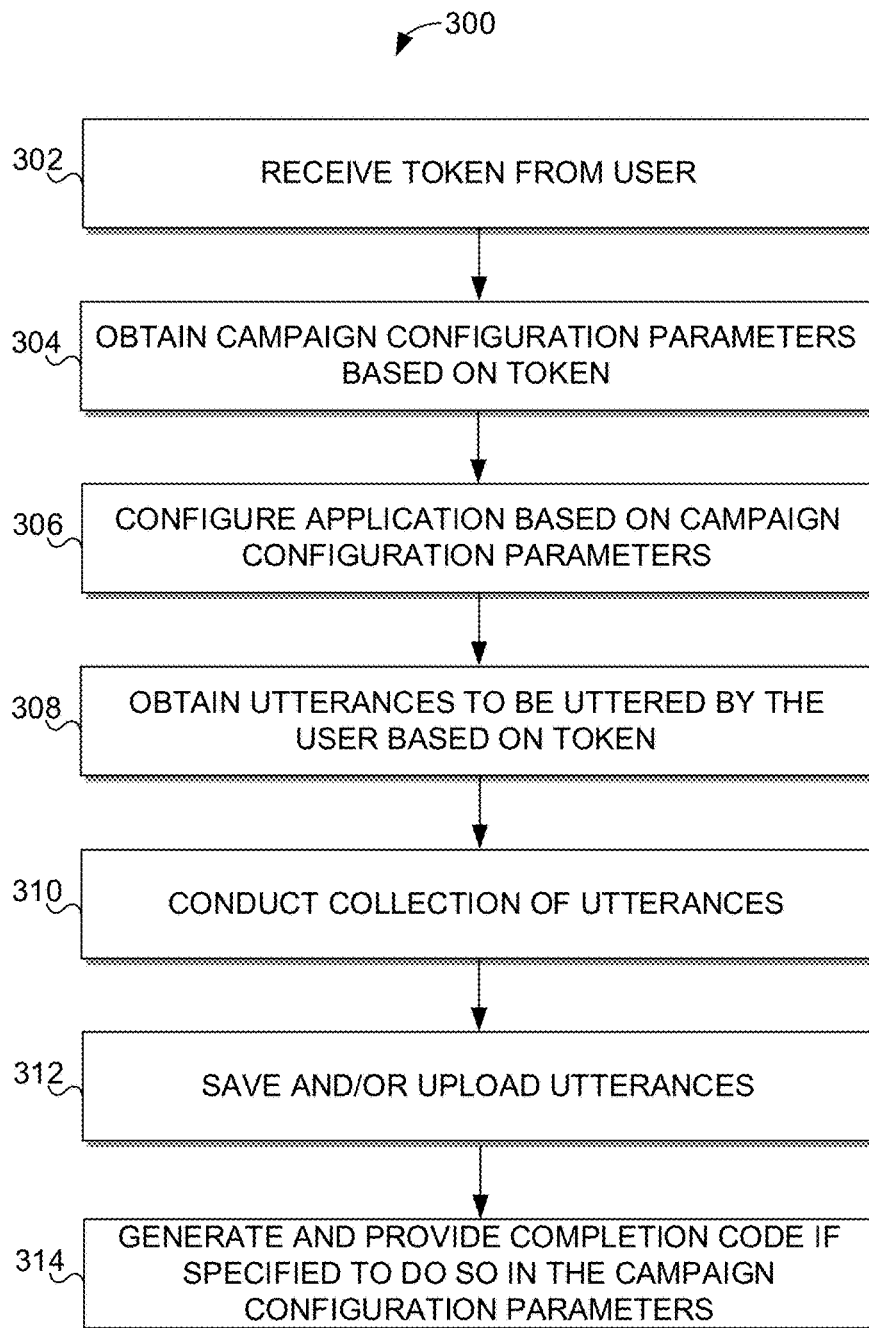 300
302
RECEIVE TOKEN FROM USER
304
OBTAIN CAMPAIGN CONFIGURATION PARAMETERS
BASED ON TOKEN
306
CONFIGURE APPLICATION BASED ON CAMPAIGN
CONFIGURATION PARAMETERS
308
OBTAIN UTTERANCES TO BE UTTERED BY THE
USER BASED ON TOKEN
310
CONDUCT COLLECTION OF UTTERANCES
312
SAVE AND/OR UPLOAD UTTERANCES
314
GENERATE AND PROVIDE COMPLETION CODE IF
SPECIFIED TO DO SO IN THE CAMPAIGN
CONFIGURATION PARAMETERS